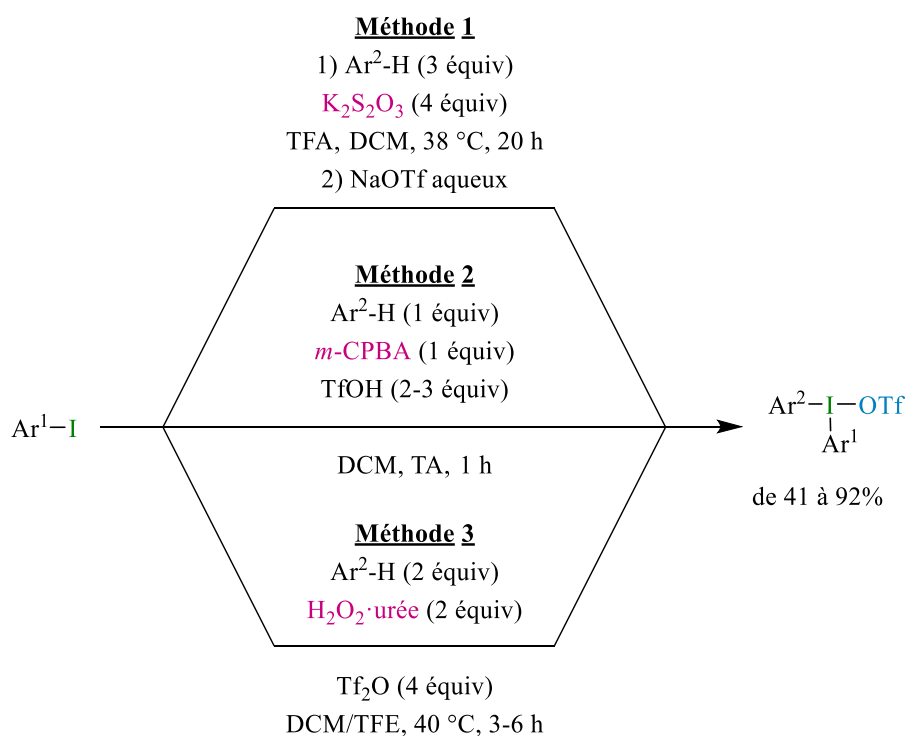 Méthode 1
1) Ar²-H (3 équiv)
K₂S₂O₃ (4 équiv)
TFA, DCM, 38 °C, 20 h
2) NaOTf aqueux
Méthode 2
Ar²-H (1 équiv)
m-CPBA (1 équiv)
TfOH (2-3 équiv)
Ar¹–I
DCM, TA, 1 h
Ar²–I–OTf
Ar¹
de 41 à 92%
Méthode 3
Ar²-H (2 équiv)
H₂O₂·urée (2 équiv)
Tf₂O (4 équiv)
DCM/TFE, 40 °C, 3-6 h